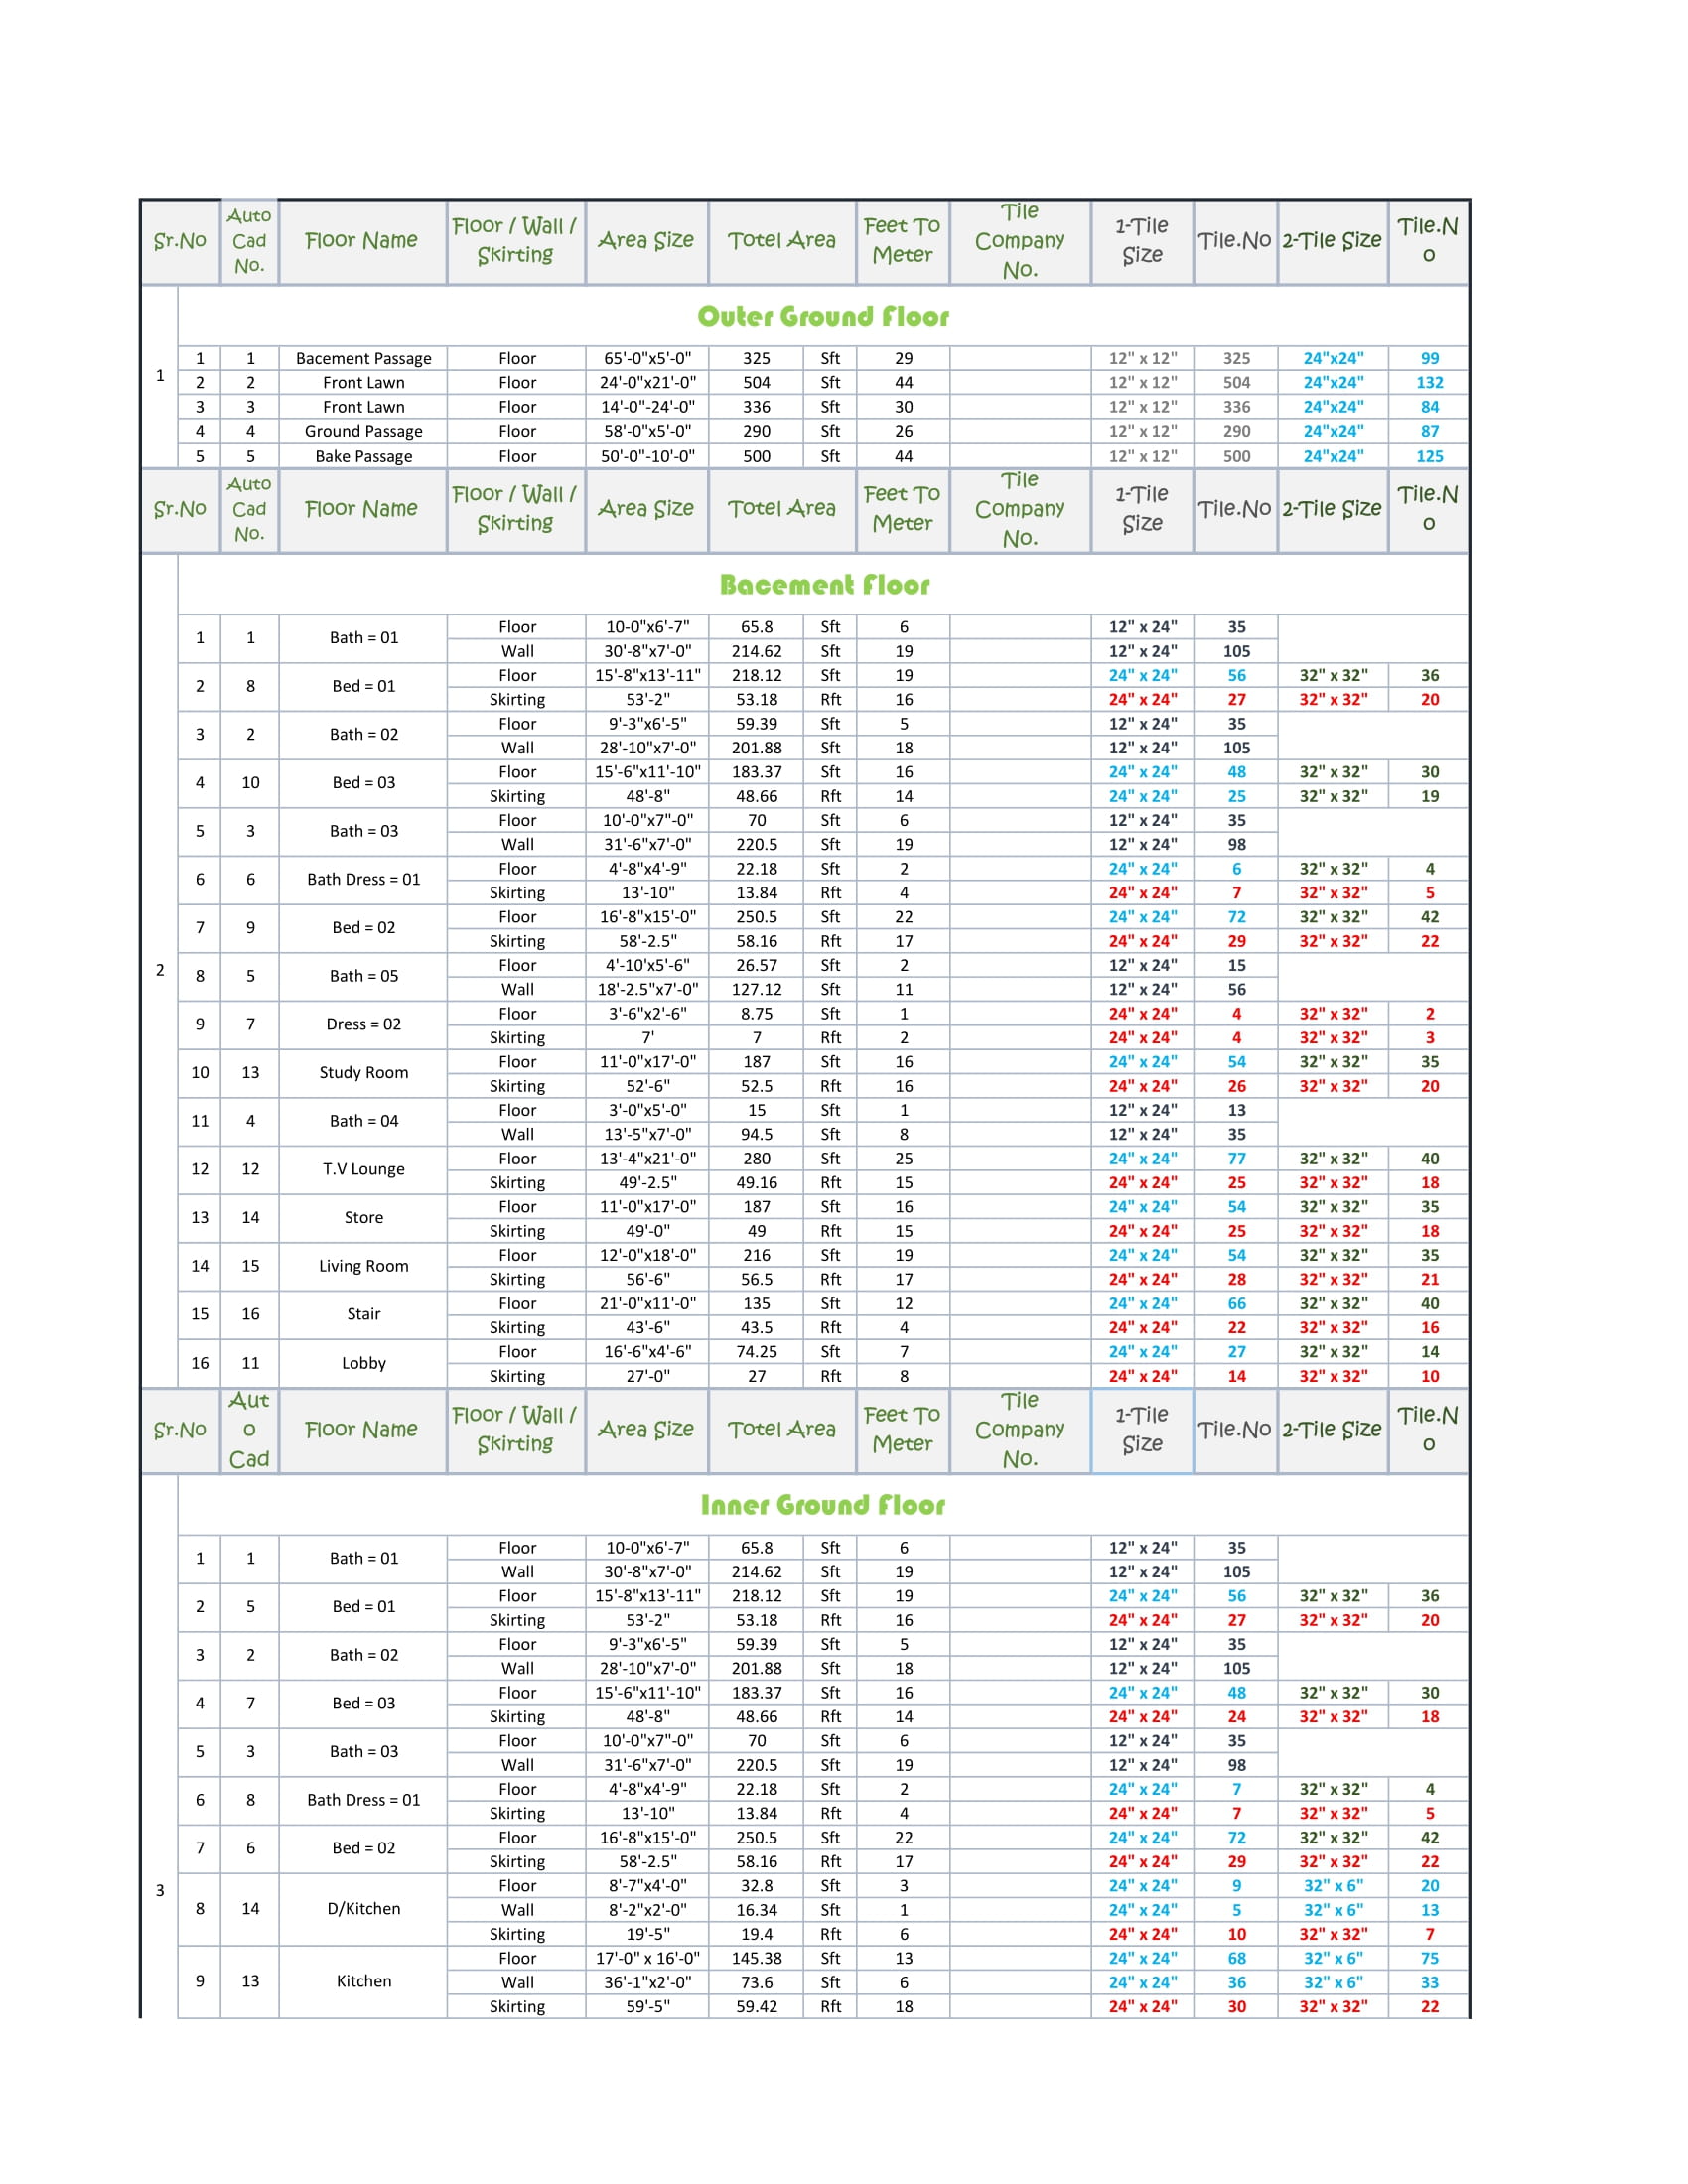 Sr.No Auto Cad No. Floor Name Floor / Wall / Skirting Area Size Totel Area Feet To Meter Tile Company No. 1-Tile Size Tile.No 2-Tile Size Tile.No
Outer Ground Floor
1
1 1 Bacement Passage Floor 65'-0"x5'-0" 325 Sft 29 12" x 12" 325 24"x24" 99
2 2 Front Lawn Floor 24'-0"x21'-0" 504 Sft 44 12" x 12" 504 24"x24" 132
3 3 Front Lawn Floor 14'-0"-24'-0" 336 Sft 30 12" x 12" 336 24"x24" 84
4 4 Ground Passage Floor 58'-0"x5'-0" 290 Sft 26 12" x 12" 290 24"x24" 87
5 5 Bake Passage Floor 50'-0"-10'-0" 500 Sft 44 12" x 12" 500 24"x24" 125
Sr.No Auto Cad No. Floor Name Floor / Wall / Skirting Area Size Totel Area Feet To Meter Tile Company No. 1-Tile Size Tile.No 2-Tile Size Tile.No
Bacement Floor
2
1 1 Bath = 01 Floor 10-0"x6'-7" 65.8 Sft 6 12" x 24" 35
Wall 30'-8"x7'-0" 214.62 Sft 19 12" x 24" 105
2 8 Bed = 01 Floor 15'-8"x13'-11" 218.12 Sft 19 24" x 24" 56 32" x 32" 36
Skirting 53'-2" 53.18 Rft 16 24" x 24" 27 32" x 32" 20
3 2 Bath = 02 Floor 9'-3"x6'-5" 59.39 Sft 5 12" x 24" 35
Wall 28'-10"x7'-0" 201.88 Sft 18 12" x 24" 105
4 10 Bed = 03 Floor 15'-6"x11'-10" 183.37 Sft 16 24" x 24" 48 32" x 32" 30
Skirting 48'-8" 48.66 Rft 14 24" x 24" 25 32" x 32" 19
5 3 Bath = 03 Floor 10'-0"x7"-0" 70 Sft 6 12" x 24" 35
Wall 31'-6"x7'-0" 220.5 Sft 19 12" x 24" 98
6 6 Bath Dress = 01 Floor 4'-8"x4'-9" 22.18 Sft 2 24" x 24" 6 32" x 32" 4
Skirting 13'-10" 13.84 Rft 4 24" x 24" 7 32" x 32" 5
7 9 Bed = 02 Floor 16'-8"x15'-0" 250.5 Sft 22 24" x 24" 72 32" x 32" 42
Skirting 58'-2.5" 58.16 Rft 17 24" x 24" 29 32" x 32" 22
8 5 Bath = 05 Floor 4'-10'x5'-6" 26.57 Sft 2 12" x 24" 15
Wall 18'-2.5"x7'-0" 127.12 Sft 11 12" x 24" 56
9 7 Dress = 02 Floor 3'-6"x2'-6" 8.75 Sft 1 24" x 24" 4 32" x 32" 2
Skirting 7' 7 Rft 2 24" x 24" 4 32" x 32" 3
10 13 Study Room Floor 11'-0"x17'-0" 187 Sft 16 24" x 24" 54 32" x 32" 35
Skirting 52'-6" 52.5 Rft 16 24" x 24" 26 32" x 32" 20
11 4 Bath = 04 Floor 3'-0"x5'-0" 15 Sft 1 12" x 24" 13
Wall 13'-5"x7'-0" 94.5 Sft 8 12" x 24" 35
12 12 T.V Lounge Floor 13'-4"x21'-0" 280 Sft 25 24" x 24" 77 32" x 32" 40
Skirting 49'-2.5" 49.16 Rft 15 24" x 24" 25 32" x 32" 18
13 14 Store Floor 11'-0"x17'-0" 187 Sft 16 24" x 24" 54 32" x 32" 35
Skirting 49'-0" 49 Rft 15 24" x 24" 25 32" x 32" 18
14 15 Living Room Floor 12'-0"x18'-0" 216 Sft 19 24" x 24" 54 32" x 32" 35
Skirting 56'-6" 56.5 Rft 17 24" x 24" 28 32" x 32" 21
15 16 Stair Floor 21'-0"x11'-0" 135 Sft 12 24" x 24" 66 32" x 32" 40
Skirting 43'-6" 43.5 Rft 4 24" x 24" 22 32" x 32" 16
16 11 Lobby Floor 16'-6"x4'-6" 74.25 Sft 7 24" x 24" 27 32" x 32" 14
Skirting 27'-0" 27 Rft 8 24" x 24" 14 32" x 32" 10
Sr.No Auto Cad Floor Name Floor / Wall / Skirting Area Size Totel Area Feet To Meter Tile Company No. 1-Tile Size Tile.No 2-Tile Size Tile.No
Inner Ground Floor
3
1 1 Bath = 01 Floor 10-0"x6'-7" 65.8 Sft 6 12" x 24" 35
Wall 30'-8"x7'-0" 214.62 Sft 19 12" x 24" 105
2 5 Bed = 01 Floor 15'-8"x13'-11" 218.12 Sft 19 24" x 24" 56 32" x 32" 36
Skirting 53'-2" 53.18 Rft 16 24" x 24" 27 32" x 32" 20
3 2 Bath = 02 Floor 9'-3"x6'-5" 59.39 Sft 5 12" x 24" 35
Wall 28'-10"x7'-0" 201.88 Sft 18 12" x 24" 105
4 7 Bed = 03 Floor 15'-6"x11'-10" 183.37 Sft 16 24" x 24" 48 32" x 32" 30
Skirting 48'-8" 48.66 Rft 14 24" x 24" 24 32" x 32" 18
5 3 Bath = 03 Floor 10'-0"x7"-0" 70 Sft 6 12" x 24" 35
Wall 31'-6"x7'-0" 220.5 Sft 19 12" x 24" 98
6 8 Bath Dress = 01 Floor 4'-8"x4'-9" 22.18 Sft 2 24" x 24" 7 32" x 32" 4
Skirting 13'-10" 13.84 Rft 4 24" x 24" 7 32" x 32" 5
7 6 Bed = 02 Floor 16'-8"x15'-0" 250.5 Sft 22 24" x 24" 72 32" x 32" 42
Skirting 58'-2.5" 58.16 Rft 17 24" x 24" 29 32" x 32" 22
8 14 D/Kitchen Floor 8'-7"x4'-0" 32.8 Sft 3 24" x 24" 9 32" x 6" 20
Wall 8'-2"x2'-0" 16.34 Sft 1 24" x 24" 5 32" x 6" 13
Skirting 19'-5" 19.4 Rft 6 24" x 24" 10 32" x 32" 7
9 13 Kitchen Floor 17'-0" x 16'-0" 145.38 Sft 13 24" x 24" 68 32" x 6" 75
Wall 36'-1"x2'-0" 73.6 Sft 6 24" x 24" 36 32" x 6" 33
Skirting 59'-5" 59.42 Rft 18 24" x 24" 30 32" x 32" 22